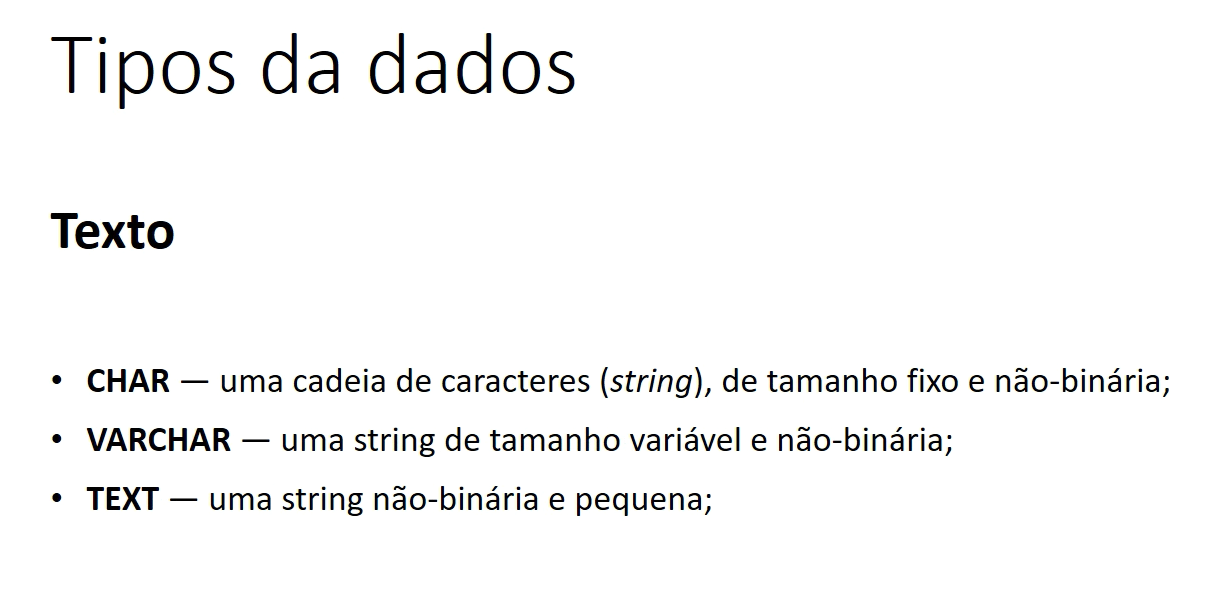 Tipos da dados
Texto
• CHAR — uma cadeia de caracteres (string), de tamanho fixo e não-binária;
• VARCHAR — uma string de tamanho variável e não-binária;
• TEXT — uma string não-binária e pequena;